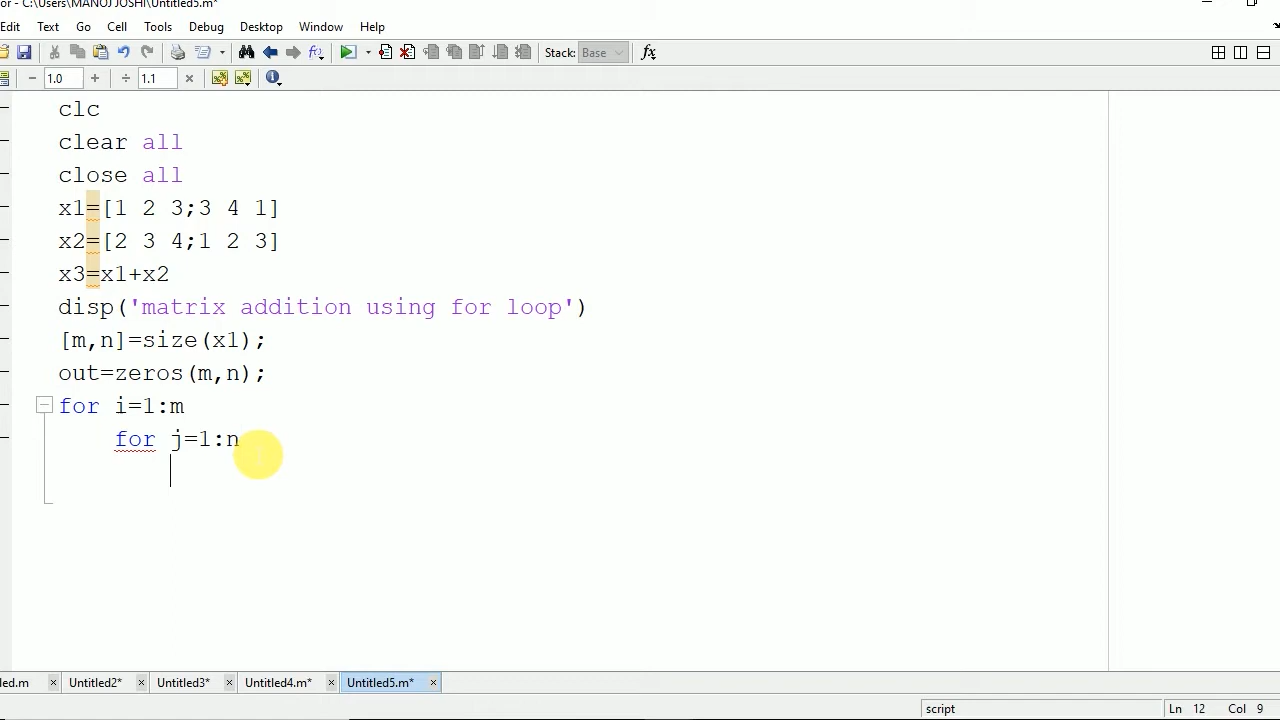 or - C:\Users\MANOJ JOSHI\Untitled5.m*
Edit Text Go Cell Tools Debug Desktop Window Help
Stack: Base fx
− 1.0 + ÷ 1.1 ×
clc
clear all
close all
x1=[1 2 3;3 4 1]
x2=[2 3 4;1 2 3]
x3=x1+x2
disp('matrix addition using for loop')
[m,n]=size(x1);
out=zeros(m,n);
for i=1:m
for j=1:n
led.m × Untitled2* × Untitled3* × Untitled4.m* × Untitled5.m* ×
script Ln 12 Col 9